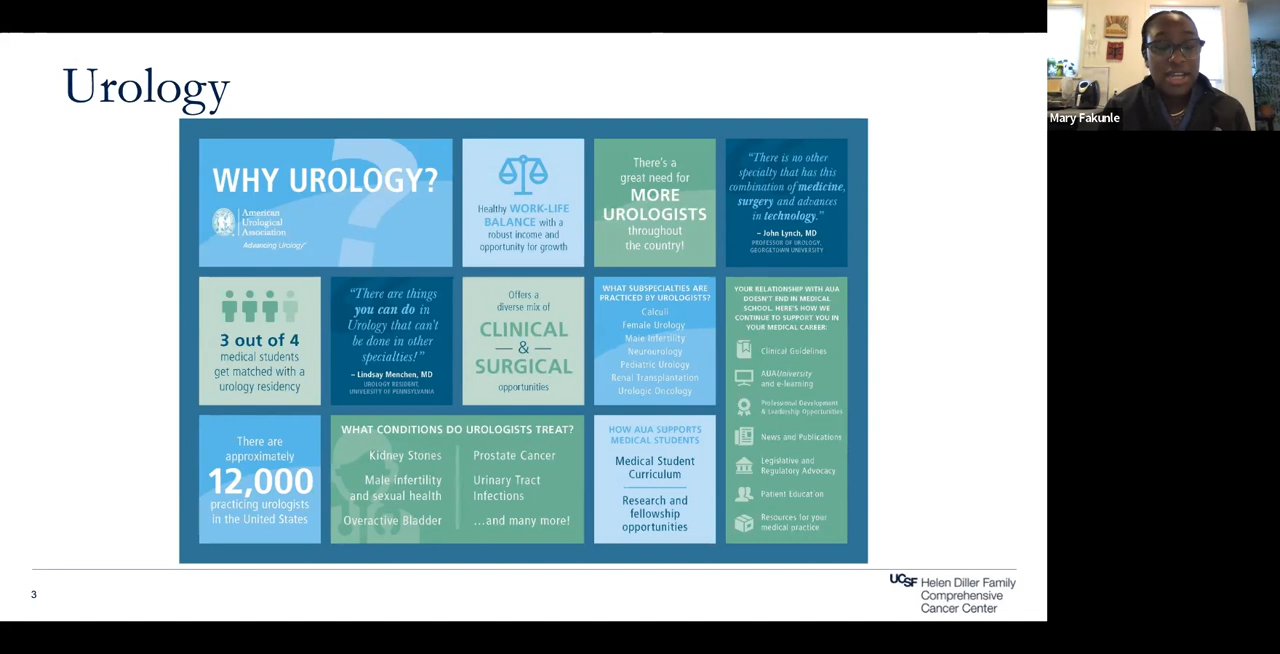 Urology
WHY UROLOGY?
American
Urological
Association
Advancing Urology™
Healthy WORK-LIFE
BALANCE with a
robust income and
opportunity for growth
There's a
great need for
MORE
UROLOGISTS
throughout
the country!
"There is no other
specialty that has this
combination of medicine,
surgery and advances
in technology."
– John Lynch, MD
PROFESSOR OF UROLOGY,
GEORGETOWN UNIVERSITY
3 out of 4
medical students
get matched with a
urology residency
"There are things
you can do in
Urology that can't
be done in other
specialties!"
– Lindsay Menchen, MD
UROLOGY RESIDENT,
UNIVERSITY OF PENNSYLVANIA
Offers a
diverse mix of
CLINICAL
&
SURGICAL
opportunities
WHAT SUBSPECIALTIES ARE
PRACTICED BY UROLOGISTS?
Calculi
Female Urology
Male Infertility
Neurourology
Pediatric Urology
Renal Transplantation
Urologic Oncology
YOUR RELATIONSHIP WITH AUA
DOESN'T END IN MEDICAL
SCHOOL. HERE'S HOW WE
CONTINUE TO SUPPORT YOU IN
YOUR MEDICAL CAREER:
Clinical Guidelines
AUAUniversity
and e-learning
Professional Development
& Leadership Opportunities
News and Publications
Legislative and
Regulatory Advocacy
Patient Education
Resources for your
medical practice
There are
approximately
12,000
practicing urologists
in the United States
WHAT CONDITIONS DO UROLOGISTS TREAT?
Kidney Stones
Male infertility
and sexual health
Overactive Bladder
Prostate Cancer
Urinary Tract
Infections
...and many more!
HOW AUA SUPPORTS
MEDICAL STUDENTS
Medical Student
Curriculum
Research and
fellowship
opportunities
3
UCSF Helen Diller Family
Comprehensive
Cancer Center
Mary Fakunle